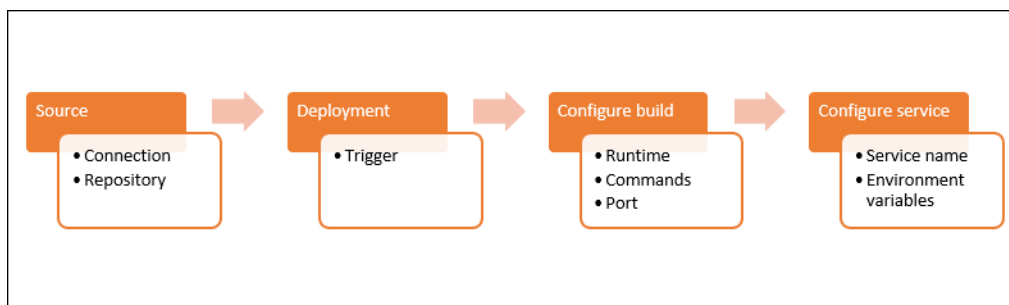 Source
• Connection
• Repository
Deployment
• Trigger
Configure build
• Runtime
• Commands
• Port
Configure service
• Service name
• Environment
variables